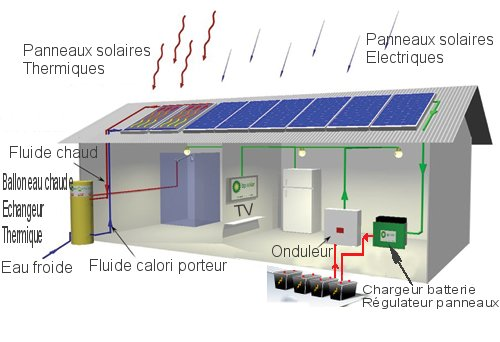 Panneaux solaires
Thermiques
Panneaux solaires
Electriques
Fluide chaud
Ballon eau chaude
Echangeur
Thermique
Eau froide
Fluide calori porteur
TV
Onduleur
Chargeur batterie
Régulateur panneaux